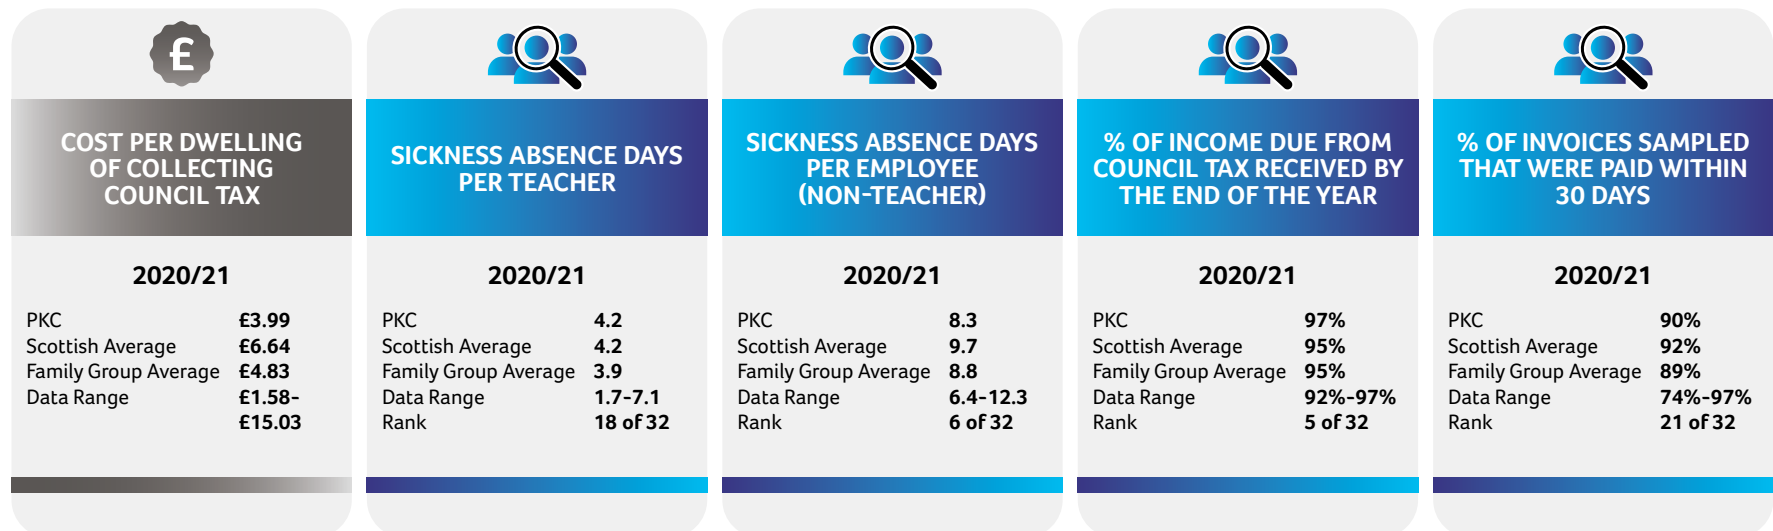 £
COST PER DWELLING
OF COLLECTING
COUNCIL TAX
2020/21
PKC £3.99
Scottish Average £6.64
Family Group Average £4.83
Data Range £1.58–
£15.03
SICKNESS ABSENCE DAYS
PER TEACHER
2020/21
PKC 4.2
Scottish Average 4.2
Family Group Average 3.9
Data Range 1.7-7.1
Rank 18 of 32
SICKNESS ABSENCE DAYS
PER EMPLOYEE
(NON-TEACHER)
2020/21
PKC 8.3
Scottish Average 9.7
Family Group Average 8.8
Data Range 6.4-12.3
Rank 6 of 32
% OF INCOME DUE FROM
COUNCIL TAX RECEIVED BY
THE END OF THE YEAR
2020/21
PKC 97%
Scottish Average 95%
Family Group Average 95%
Data Range 92%-97%
Rank 5 of 32
% OF INVOICES SAMPLED
THAT WERE PAID WITHIN
30 DAYS
2020/21
PKC 90%
Scottish Average 92%
Family Group Average 89%
Data Range 74%-97%
Rank 21 of 32